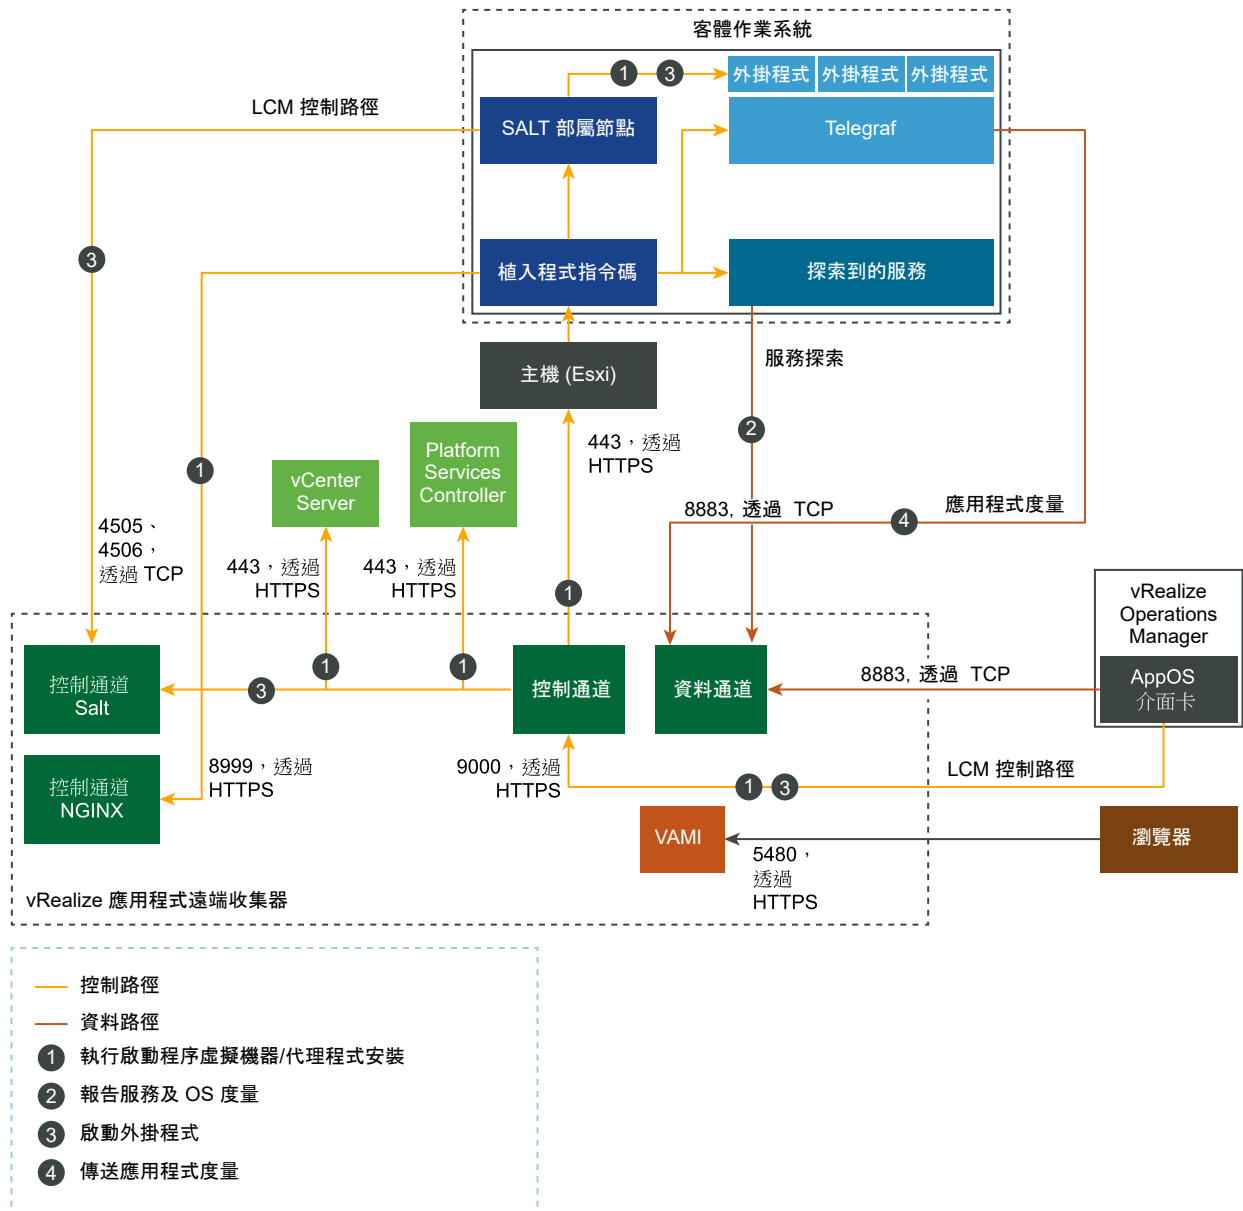 客體作業系統
1
3
外掛程式
外掛程式
外掛程式
LCM 控制路徑
SALT 部屬節點
Telegraf
3
植入程式指令碼
探索到的服務
主機 (Esxi)
服務探索
2
443，透過
HTTPS
Platform
Services
Controller
vCenter
Server
1
8883, 透過 TCP
4
應用程式度量
4505、
4506，
透過 TCP
443，透過
HTTPS
443，透過
HTTPS
1
vRealize
Operations
Manager
AppOS
介面卡
控制通道
Salt
3
1
1
控制通道
資料通道
8883, 透過 TCP
控制通道
NGINX
8999，透過
HTTPS
9000，透過
HTTPS
1
3
LCM 控制路徑
VAMI
5480，
透過
HTTPS
瀏覽器
vRealize 應用程式遠端收集器
控制路徑
資料路徑
1 執行啟動程序虛擬機器/代理程式安裝
2 報告服務及 OS 度量
3 啟動外掛程式
4 傳送應用程式度量